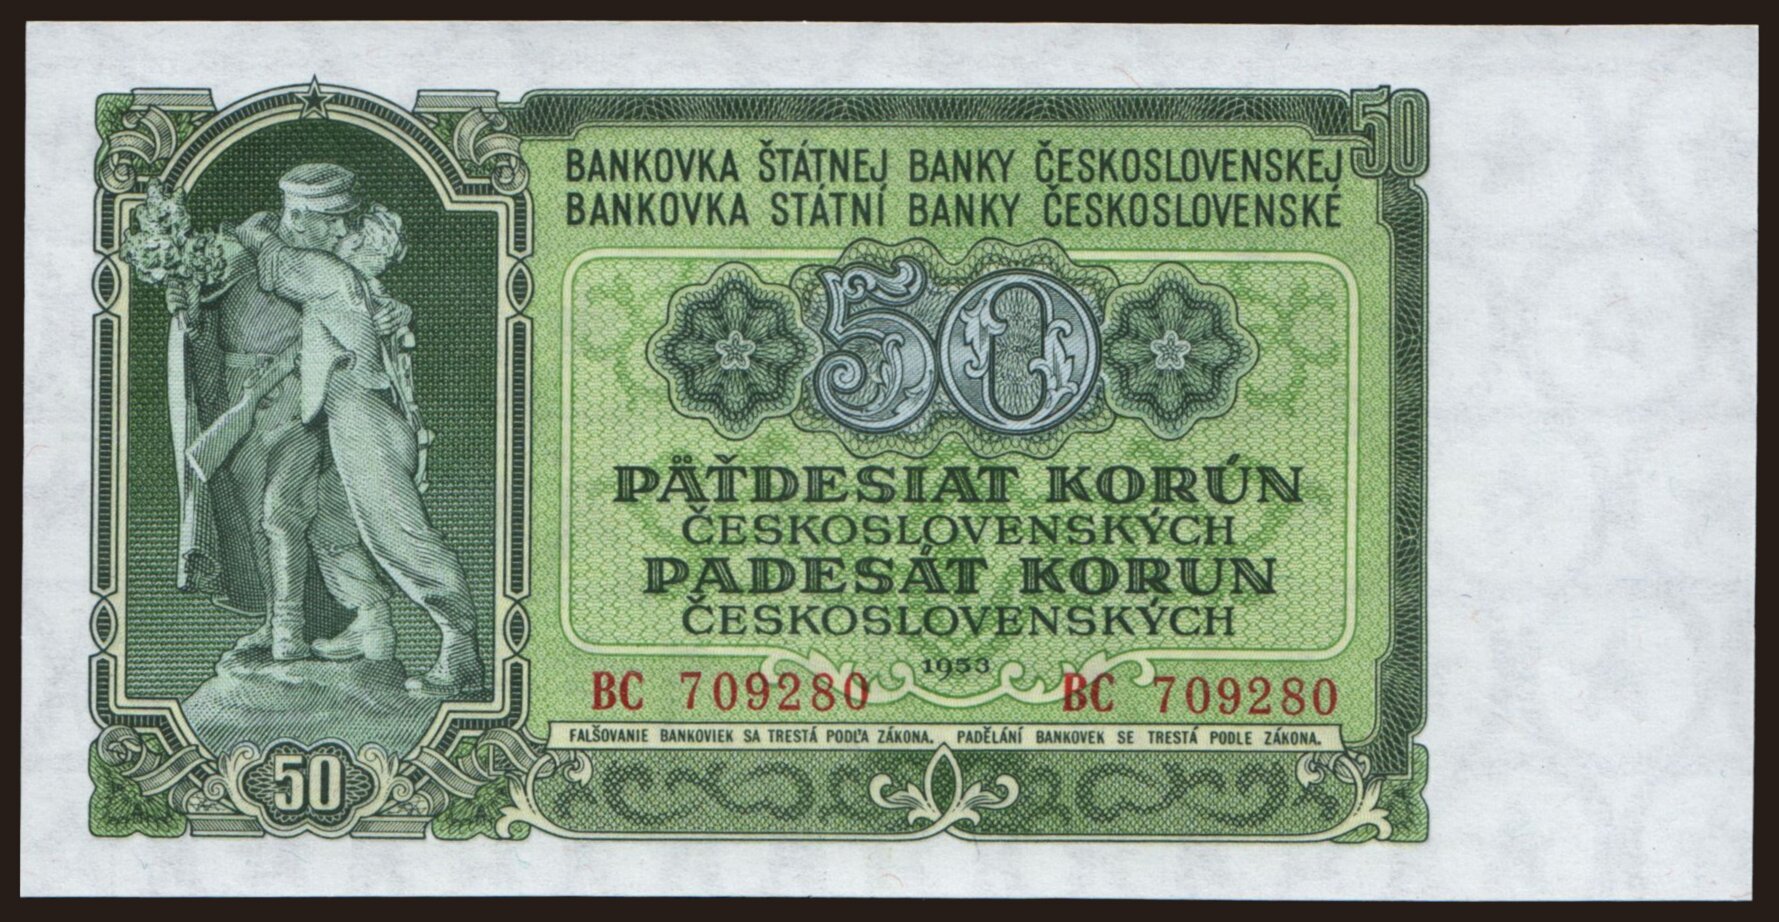 50
BANKOVKA ŠTÁTNEJ BANKY ČESKOSLOVENSKEJ
BANKOVKA STÁTNÍ BANKY ČESKOSLOVENSKÉ
50
PÄŤDESIAT KORÚN
ČESKOSLOVENSKÝCH
PADESÁT KORUN
ČESKOSLOVENSKÝCH
1953
BC 709280 BC 709280
FALŠOVANIE BANKOVIEK SA TRESTÁ PODĽA ZÁKONA. PADĚLÁNÍ BANKOVEK SE TRESTÁ PODLE ZÁKONA.
50